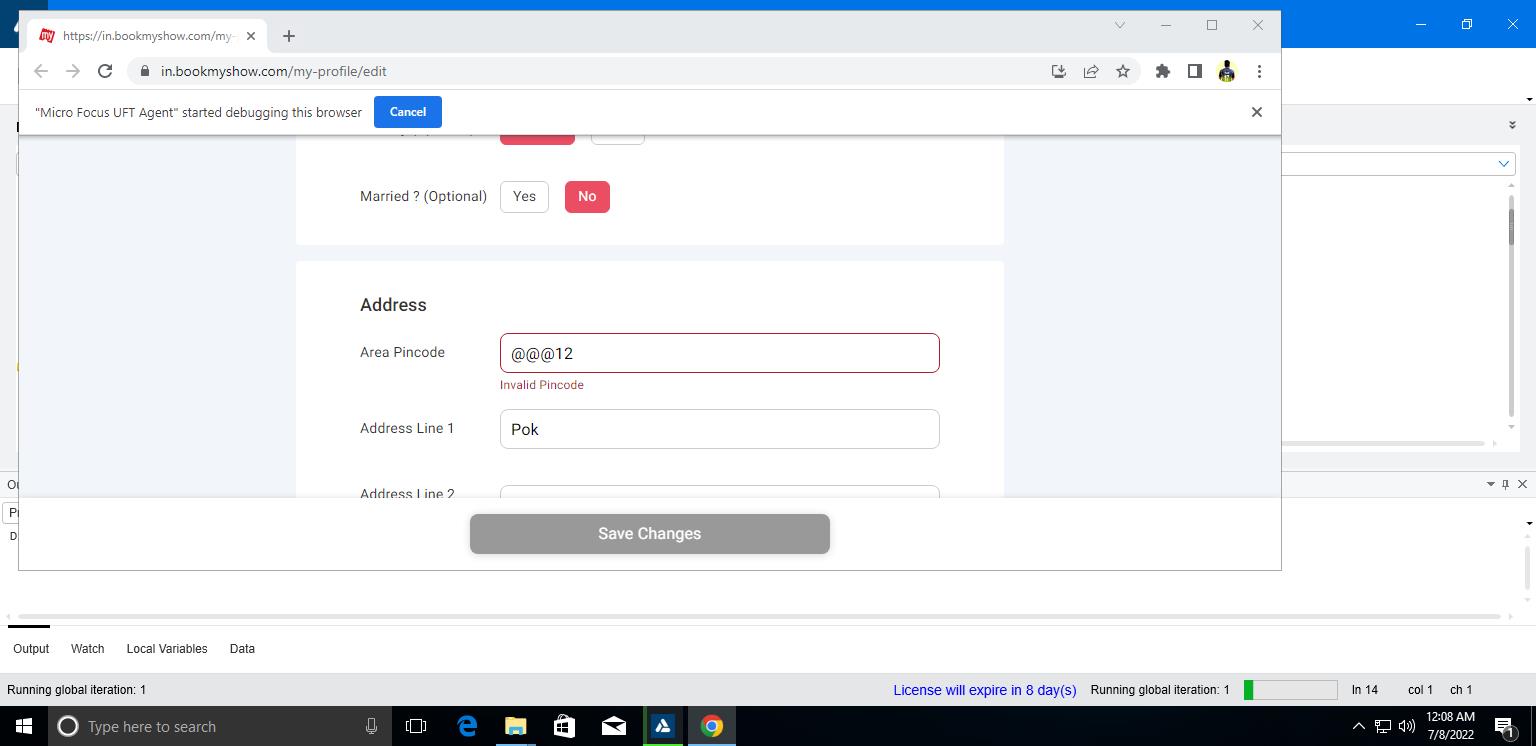 https://in.bookmyshow.com/my-
in.bookmyshow.com/my-profile/edit
"Micro Focus UFT Agent" started debugging this browser
Cancel
Married ? (Optional)
Yes
No
Address
Area Pincode
@@@12
Invalid Pincode
Address Line 1
Pok
Address Line 2
Save Changes
Output
Watch
Local Variables
Data
Running global iteration: 1
License will expire in 8 day(s)
Running global iteration: 1
ln 14
col 1
ch 1
Type here to search
12:08 AM
7/8/2022
1